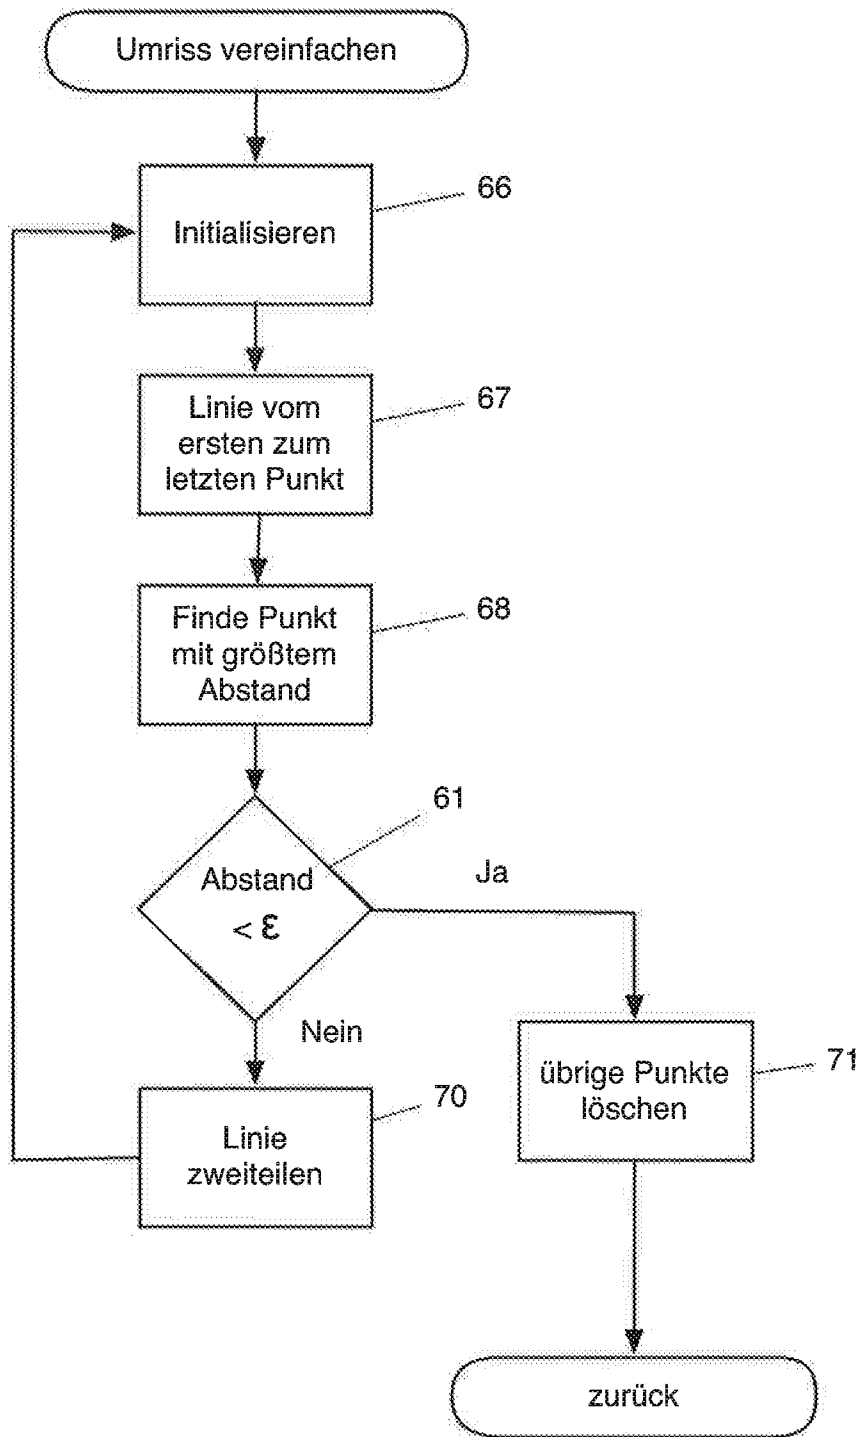 Umriss vereinfachen
66
Initialisieren
67
Linie vom
ersten zum
letzten Punkt
68
Finde Punkt
mit größtem
Abstand
61
Abstand
< ε
Ja
Nein
übrige Punkte
löschen
71
70
Linie
zweiteilen
zurück